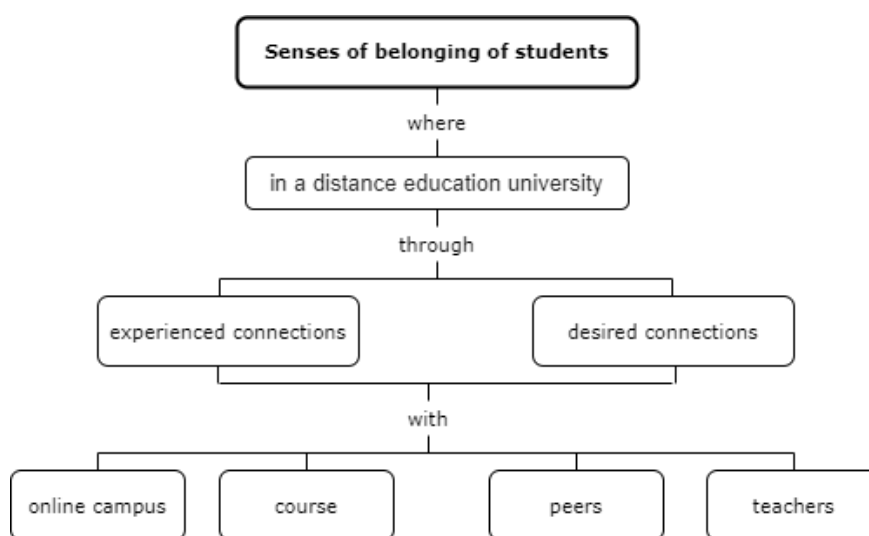 Senses of belonging of students
where
in a distance education university
through
experienced connections
desired connections
with
online campus
course
peers
teachers